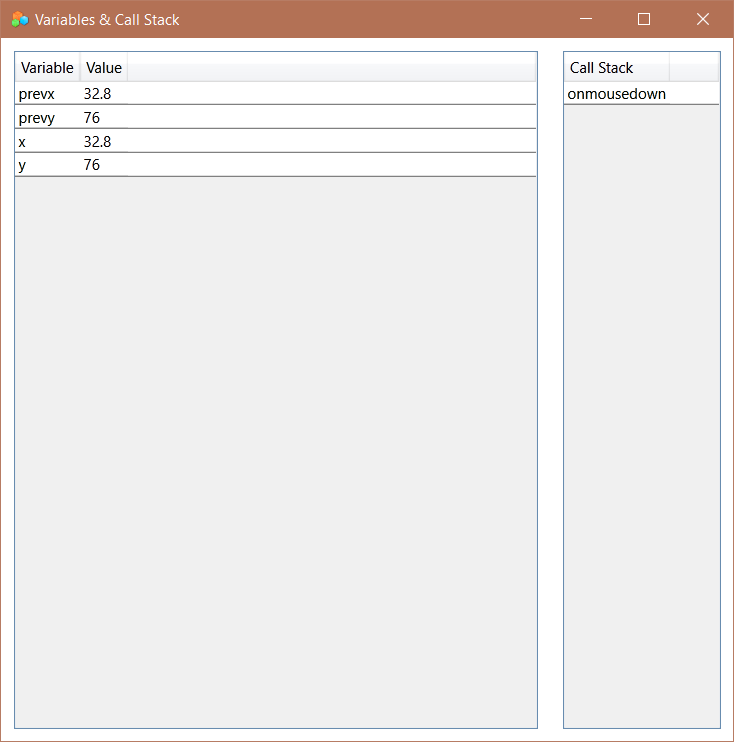 Variables & Call Stack
Variable Value
prevx 32.8
prevy 76
x 32.8
y 76
Call Stack
onmousedown